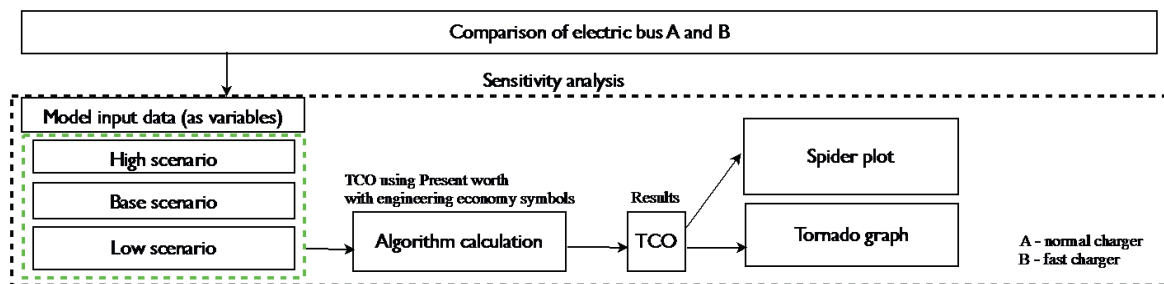 Comparison of electric bus A and B
Sensitivity analysis
Model input data (as variables)
High scenario
Base scenario
Low scenario
TCO using Present worth
with engineering economy symbols
Algorithm calculation
Results
TCO
Spider plot
Tornado graph
A - normal charger
B - fast charger